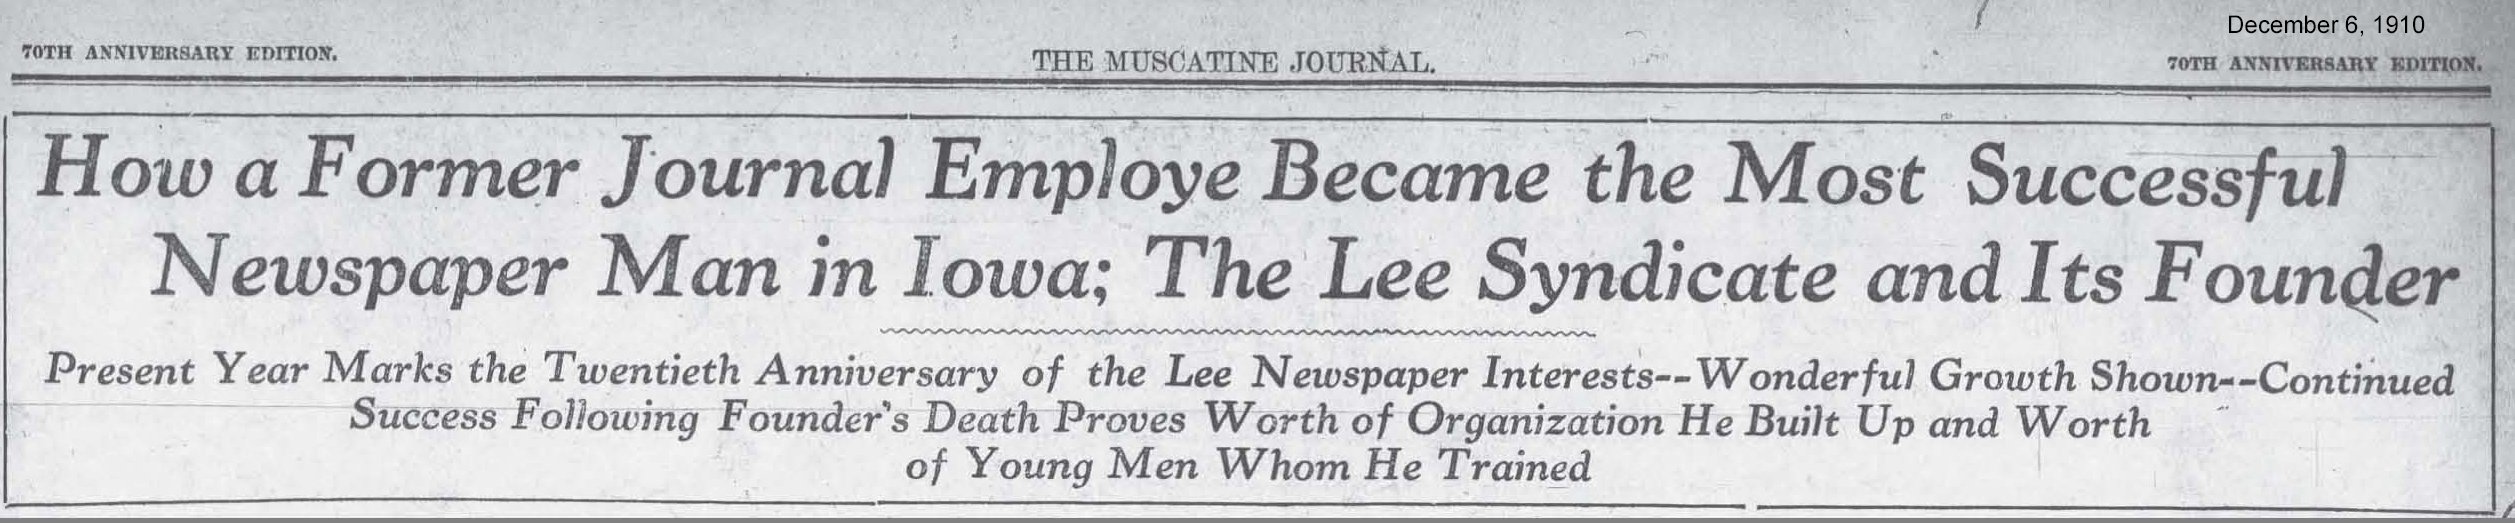 December 6, 1910
70TH ANNIVERSARY EDITION. THE MUSCATINE JOURNAL. 70TH ANNIVERSARY EDITION.
How a Former Journal Employe Became the Most Successful
Newspaper Man in Iowa; The Lee Syndicate and Its Founder
Present Year Marks the Twentieth Anniversary of the Lee Newspaper Interests--Wonderful Growth Shown--Continued
Success Following Founder's Death Proves Worth of Organization He Built Up and Worth
of Young Men Whom He Trained